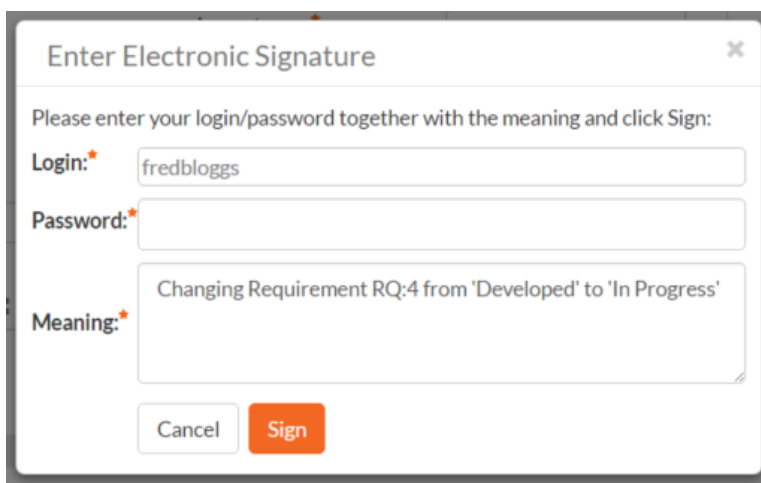 Enter Electronic Signature
Please enter your login/password together with the meaning and click Sign:
Login:*
fredbloggs
Password:*
Changing Requirement RQ:4 from 'Developed' to 'In Progress'
Meaning:*
Cancel
Sign